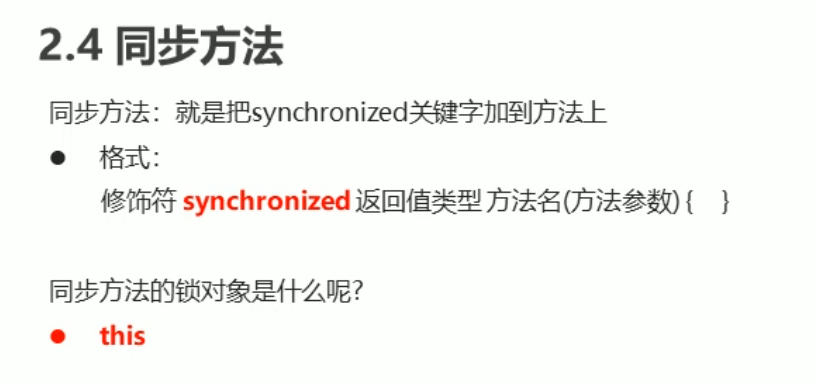 2.4 同步方法
同步方法：就是把synchronized关键字加到方法上
● 格式：
修饰符 synchronized 返回值类型 方法名(方法参数) { }
同步方法的锁对象是什么呢?
● this